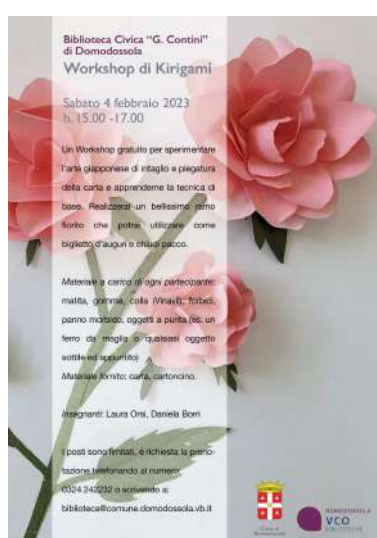 Biblioteca Civica “G. Contini”
di Domodossola
Workshop di Kirigami
Sabato 4 febbraio 2023
h. 15.00 -17.00
Un Workshop gratuito per sperimentare
l'arte giapponese di intaglio e piegatura
della carta e apprenderne la tecnica di
base. Realizzerai un bellissimo ramo
fiorito che potrai utilizzare come
biglietto d'auguri o chiudi pacco.
Materiale a carico di ogni partecipante:
matita, gomma, colla (Vinavil), forbici,
panno morbido, oggetti a punta (es. un
ferro da maglia o qualsiasi oggetto
sottile ed appuntito)
Materiale fornito: carta, cartoncino.
Insegnanti: Laura Orsi, Daniela Borri
I posti sono limitati, è richiesta la preno-
tazione telefonando al numero:
0324 242232 o scrivendo a:
biblioteca@comune.domodossola.vb.it
Città di
Domodossola
DOMODOSSOLA
VCO
BIBLIOTECHE